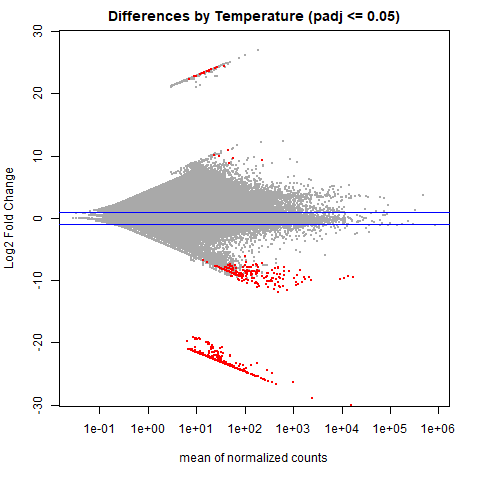 Differences by Temperature (padj <= 0.05)
30
20
10
0
-10
-20
-30
Log2 Fold Change
1e-01 1e+00 1e+01 1e+02 1e+03 1e+04 1e+05 1e+06
mean of normalized counts